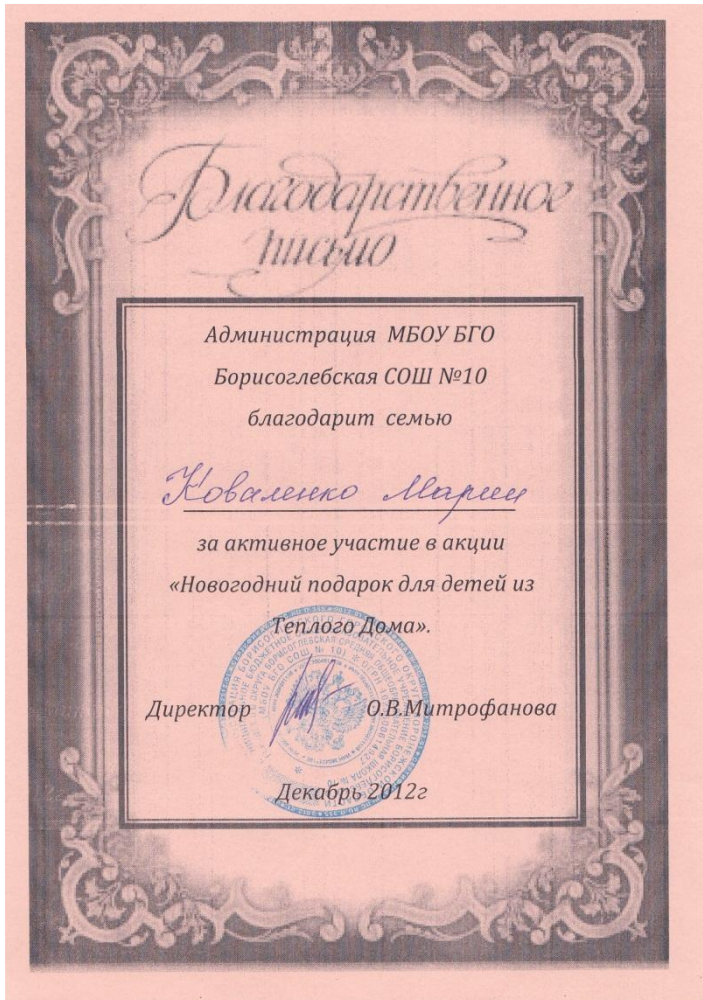 Благодарственное
письмо
Администрация МБОУ БГО
Борисоглебская СОШ №10
благодарит семью
Коваленко Марии
за активное участие в акции
«Новогодний подарок для детей из
Теплого Дома».
Директор О.В.Митрофанова
Декабрь 2012г